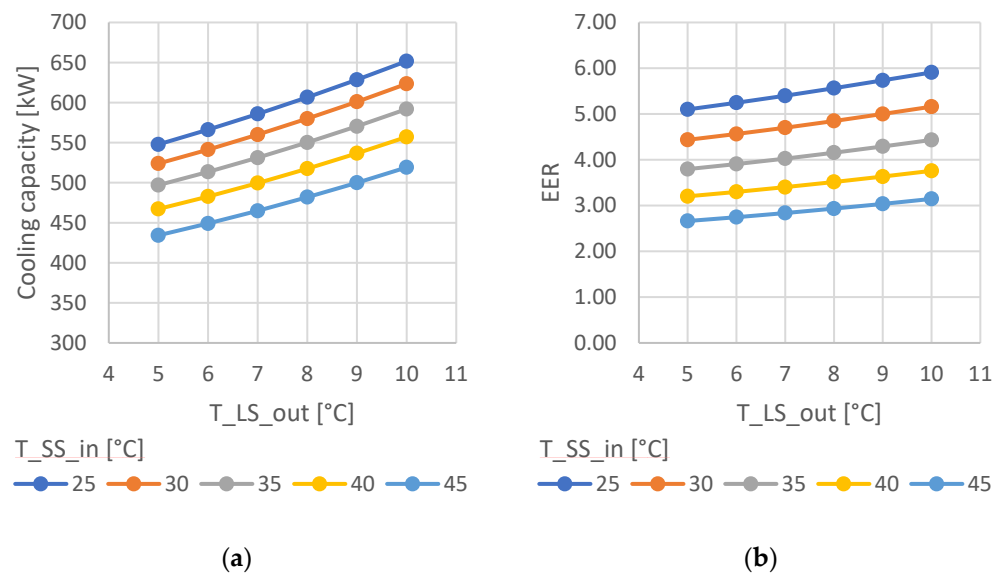 Cooling capacity [kW]
700
650
600
550
500
450
400
350
300
4 5 6 7 8 9 10 11
T_LS_out [°C]
T_SS_in [°C]
25 30 35 40 45
(a)
EER
7.00
6.00
5.00
4.00
3.00
2.00
1.00
0.00
4 5 6 7 8 9 10 11
T_LS_out [°C]
T_SS_in [°C]
25 30 35 40 45
(b)